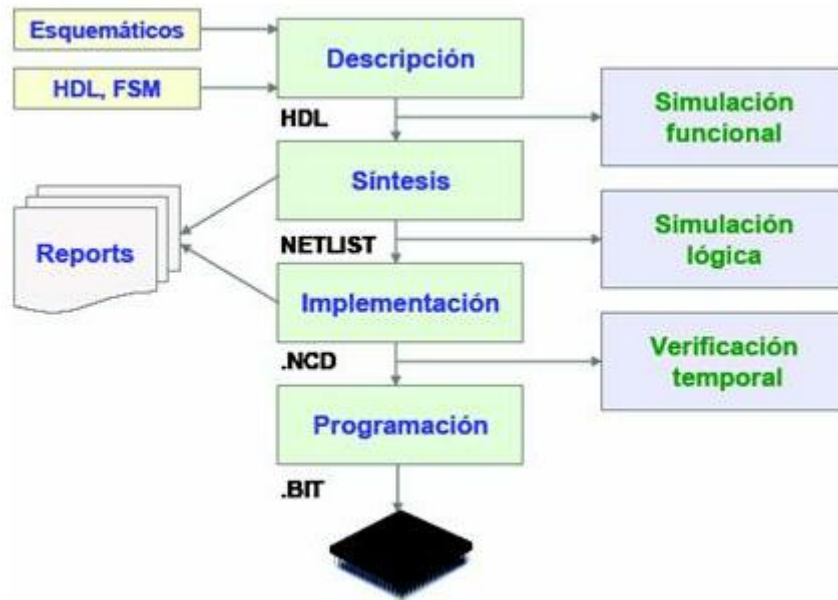 Esquemáticos
HDL, FSM
Descripción
HDL
Simulación
funcional
Síntesis
Reports
NETLIST
Simulación
lógica
Implementación
.NCD
Verificación
temporal
Programación
.BIT